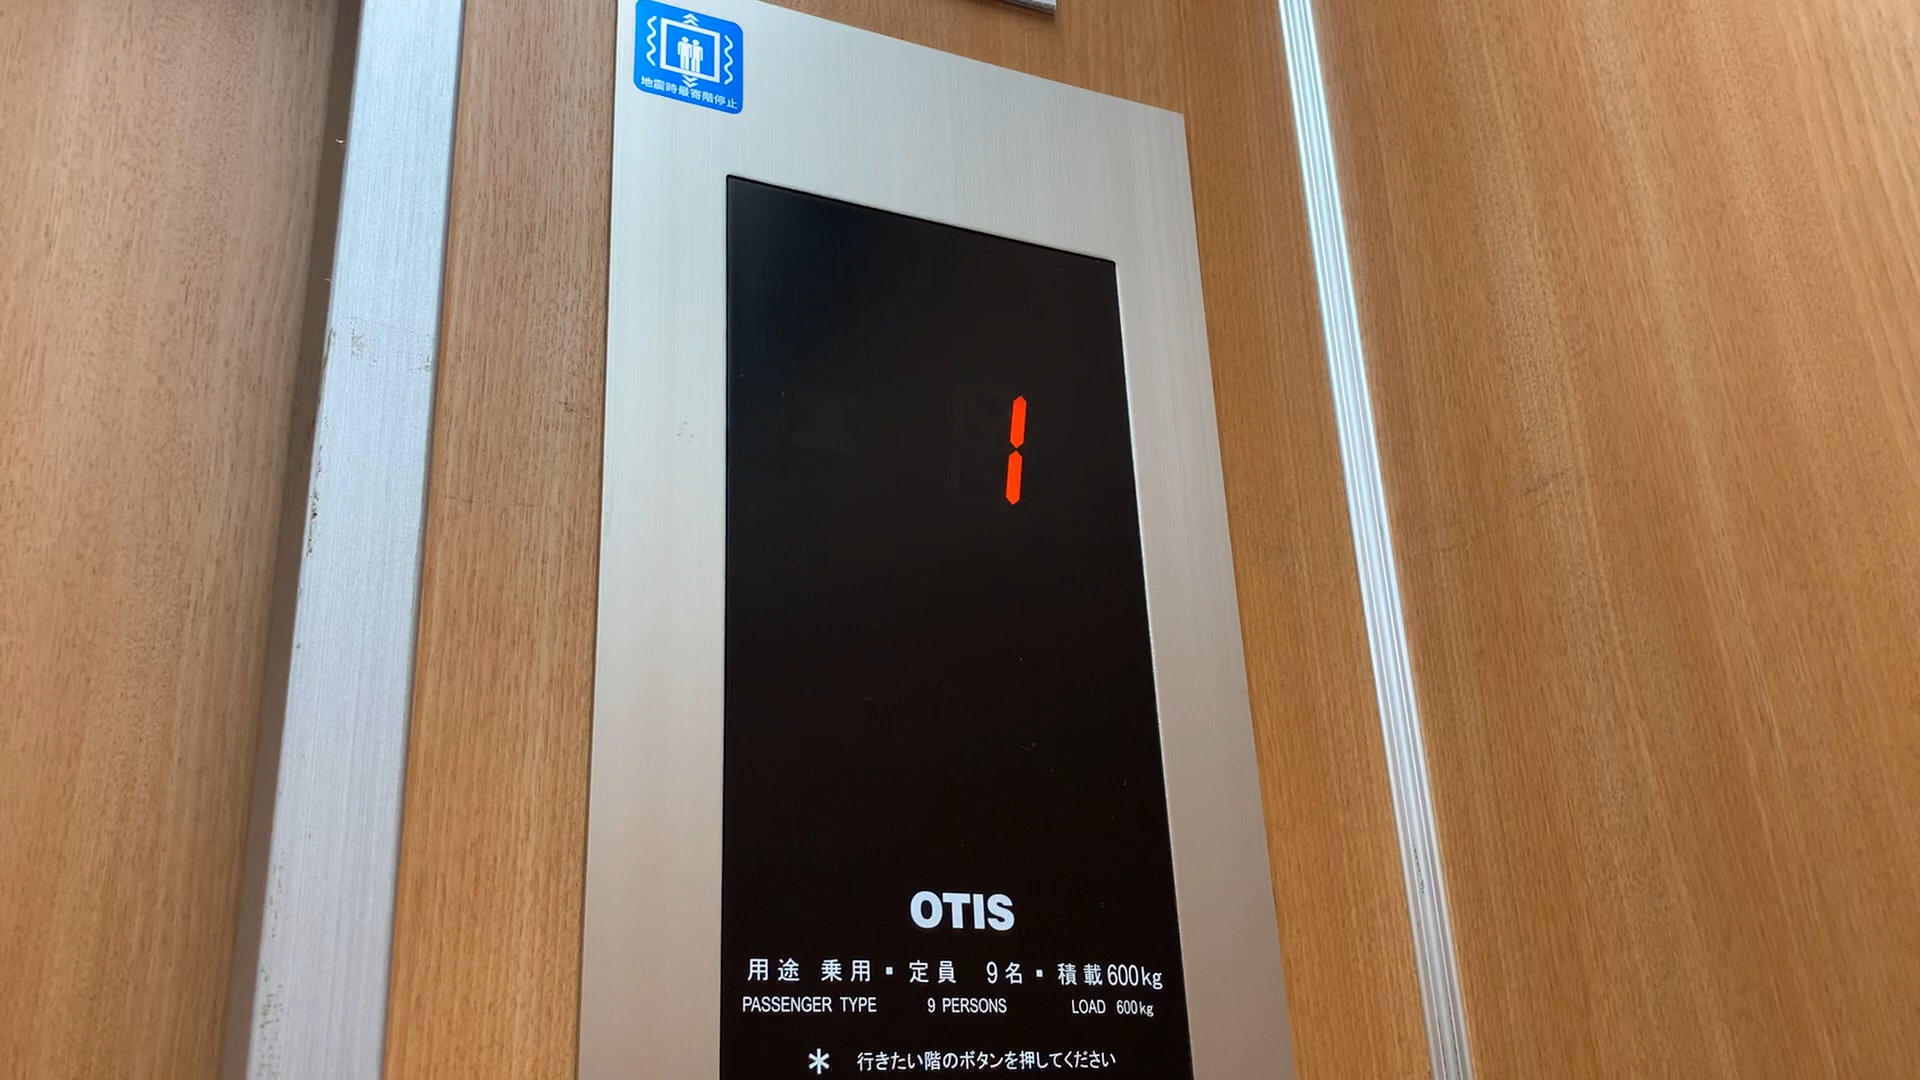 地震時最寄階停止
1
OTIS
用途 乗用▪定員 9名▪積載600kg
PASSENGER TYPE 9 PERSONS LOAD 600kg
* 行きたい階のボタンを押してください